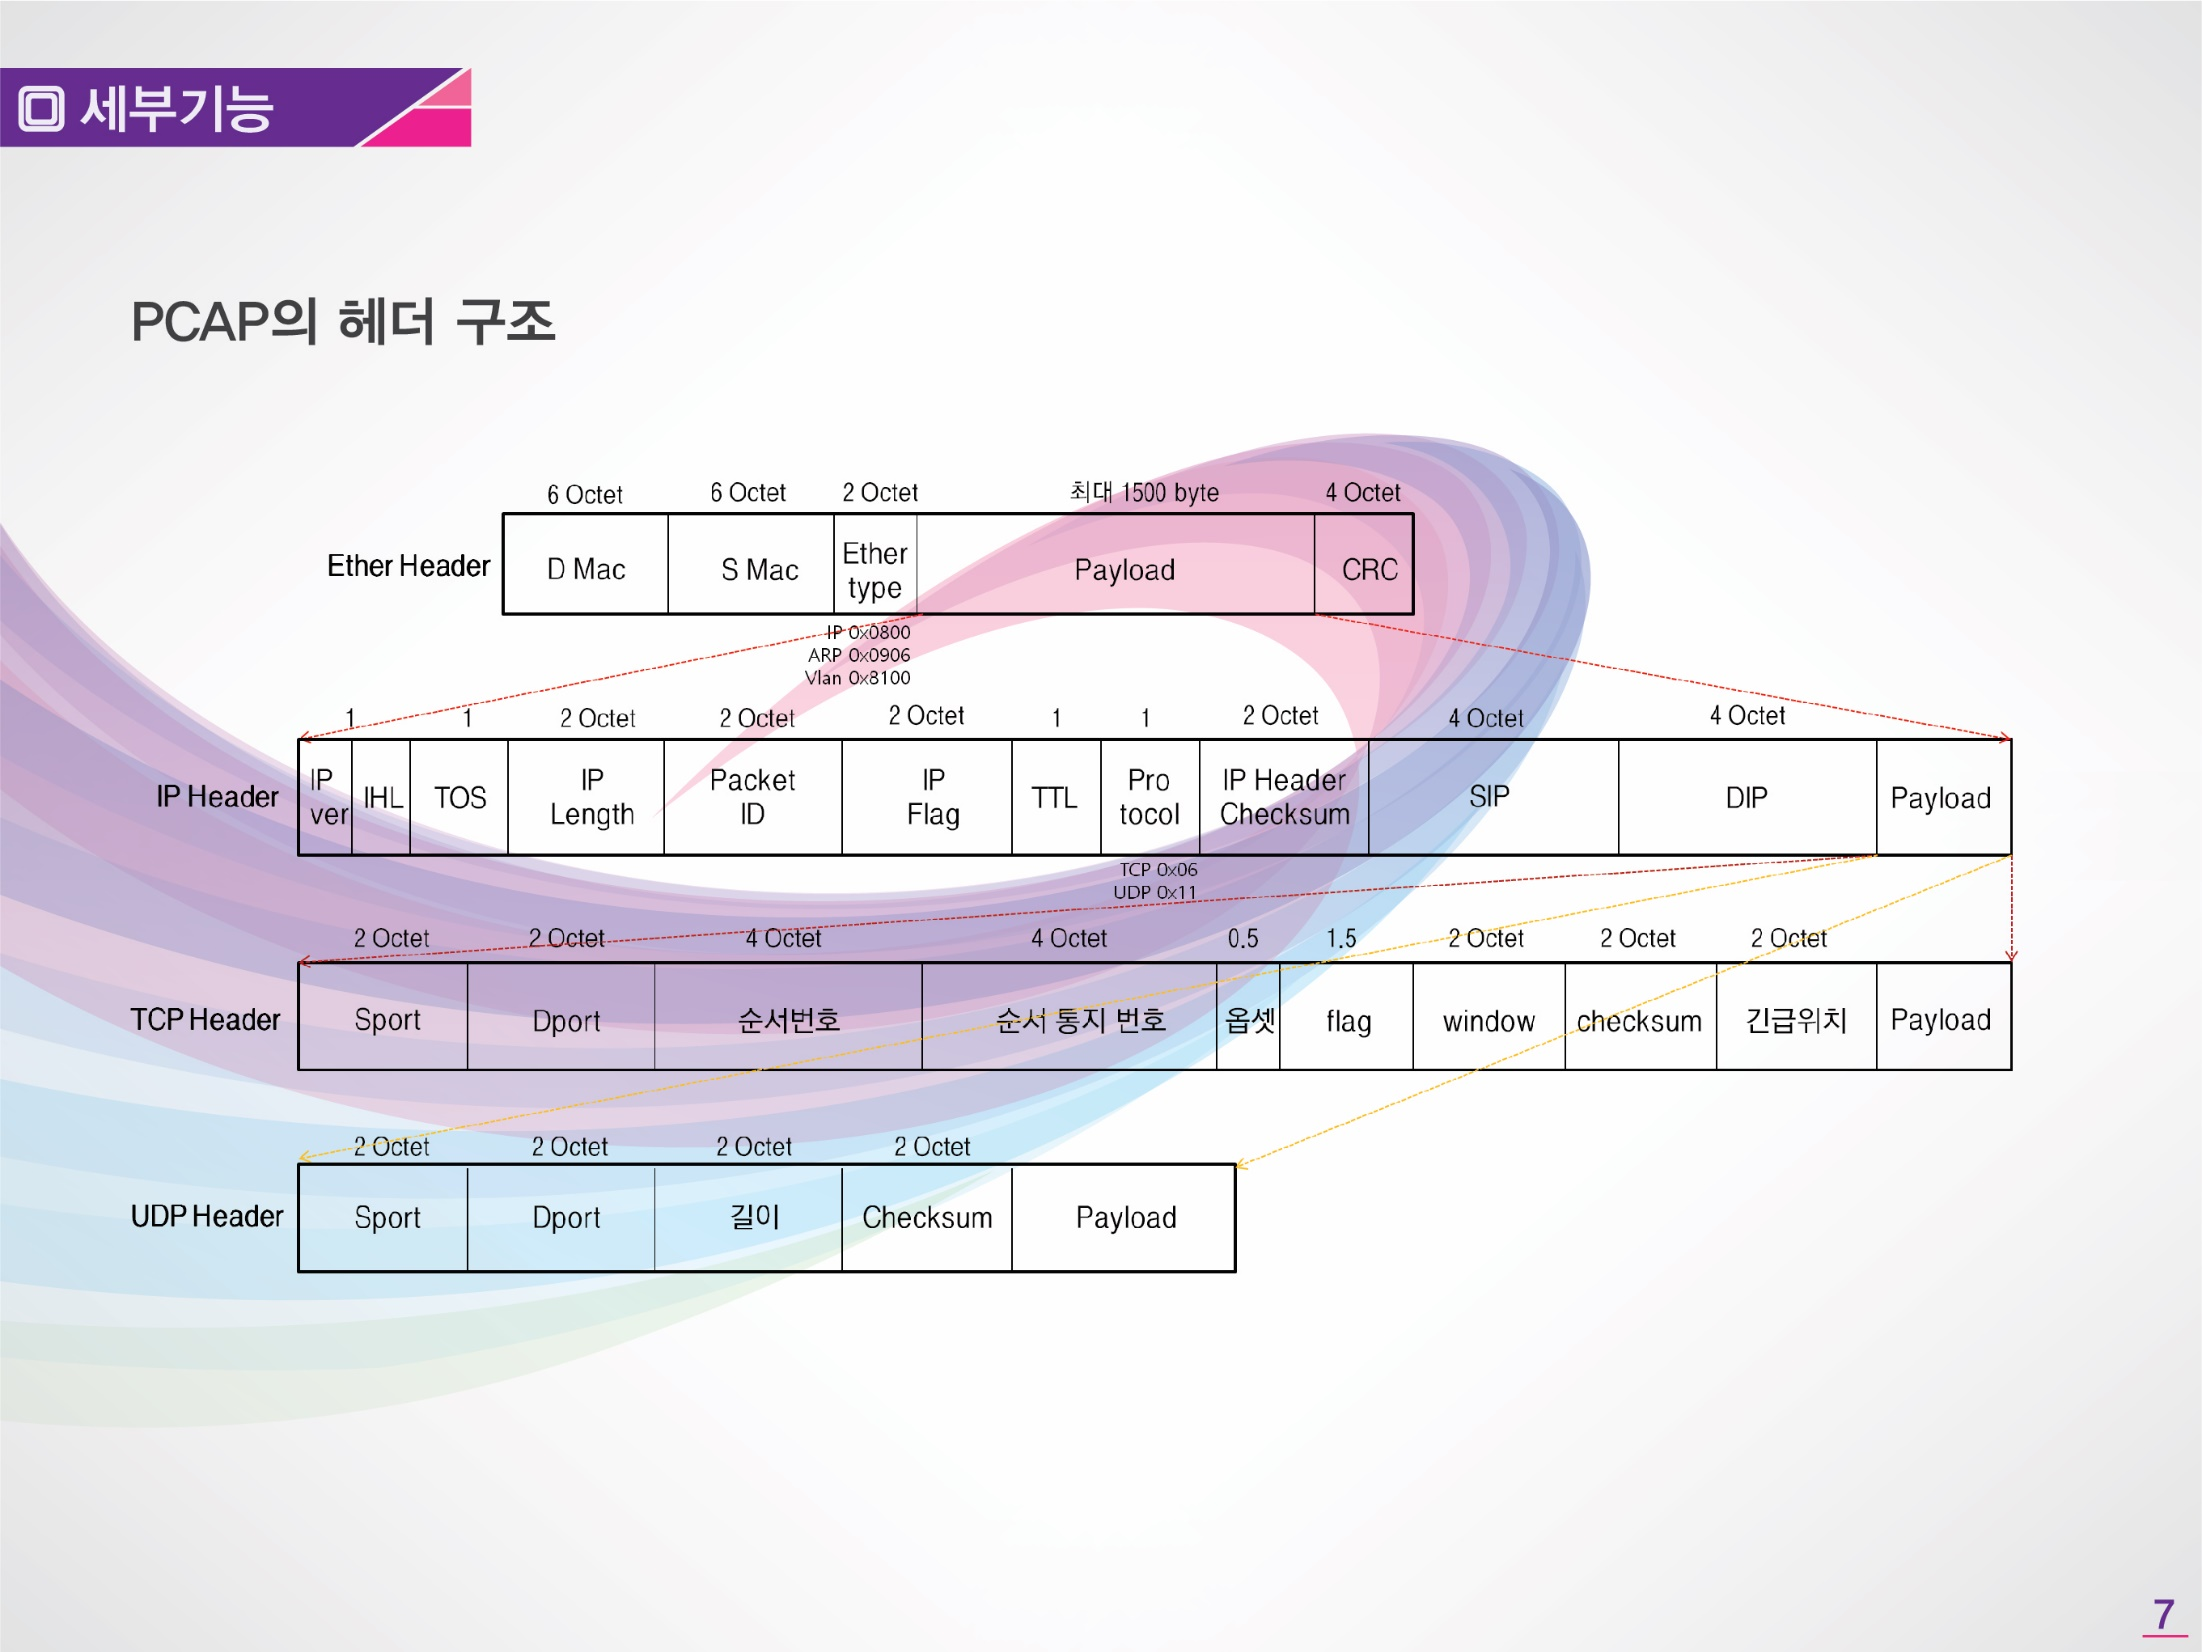 세부기능
PCAP의 헤더 구조
6 Octet 6 Octet 2 Octet 최대 1500 byte 4 Octet
Ether Header D Mac S Mac Ether type Payload CRC
IP 0x0800
ARP 0x0906
Vlan 0x8100
1 1 2 Octet 2 Octet 2 Octet 1 1 2 Octet 4 Octet 4 Octet
IP Header IP ver IHL TOS IP Length Packet ID IP Flag TTL Pro tocol IP Header Checksum SIP DIP Payload
TCP 0x06
UDP 0x11
2 Octet 2 Octet 4 Octet 4 Octet 0.5 1.5 2 Octet 2 Octet 2 Octet
TCP Header Sport Dport 순서번호 순서 통지 번호 옵셋 flag window checksum 긴급위치 Payload
2 Octet 2 Octet 2 Octet 2 Octet
UDP Header Sport Dport 길이 Checksum Payload
7